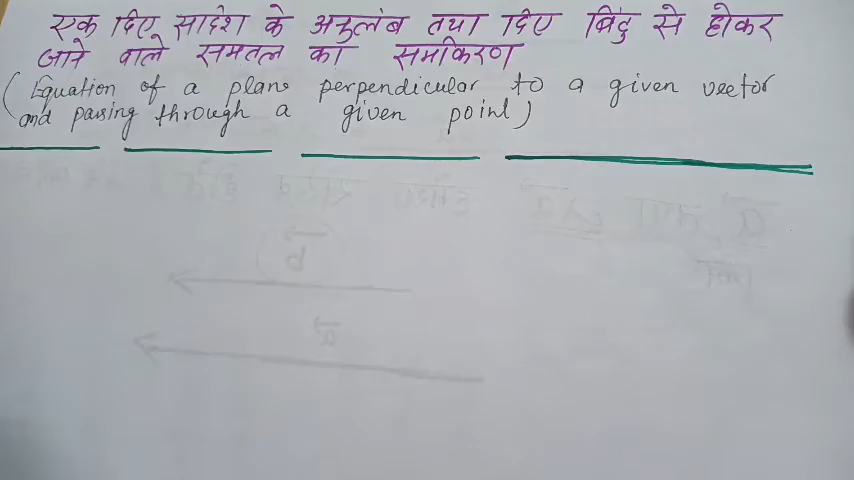 एक दिए सादिश के अनुलंब तथा दिए बिंदु से होकर
जाने वाले समतल का समीकरण
(Equation of a plane perpendicular to a given vector
and passing through a given point)